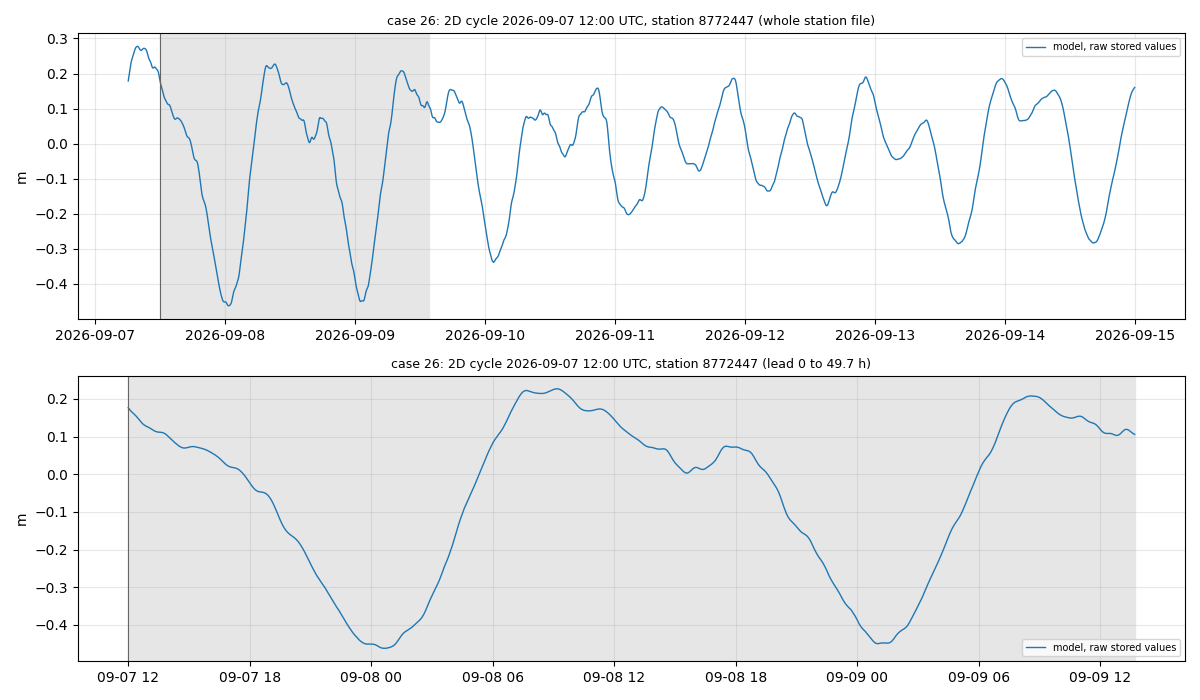 case 26: 2D cycle 2026-09-07 12:00 UTC, station 8772447 (whole station file)
m
0.3
0.2
0.1
0.0
−0.1
−0.2
−0.3
−0.4
model, raw stored values
2026-09-07 2026-09-08 2026-09-09 2026-09-10 2026-09-11 2026-09-12 2026-09-13 2026-09-14 2026-09-15
case 26: 2D cycle 2026-09-07 12:00 UTC, station 8772447 (lead 0 to 49.7 h)
m
0.2
0.1
0.0
−0.1
−0.2
−0.3
−0.4
model, raw stored values
09-07 12 09-07 18 09-08 00 09-08 06 09-08 12 09-08 18 09-09 00 09-09 06 09-09 12